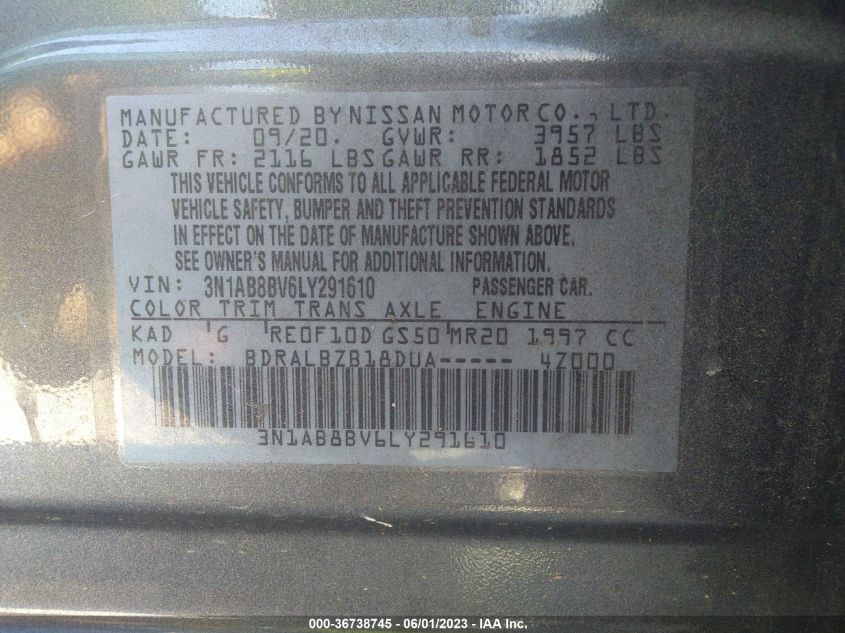 MANUFACTURED BY NISSAN MOTOR CO., LTD.
DATE: 09/20. GVWR: 3957 LBS
GAWR FR: 2116 LBS GAWR RR: 1852 LBS
THIS VEHICLE CONFORMS TO ALL APPLICABLE FEDERAL MOTOR
VEHICLE SAFETY, BUMPER AND THEFT PREVENTION STANDARDS
IN EFFECT ON THE DATE OF MANUFACTURE SHOWN ABOVE.
SEE OWNER'S MANUAL FOR ADDITIONAL INFORMATION.
VIN: 3N1AB8BV6LY291610 PASSENGER CAR.
COLOR TRIM TRANS AXLE ENGINE
KAD 'G 'RE0F10D GS50'MR20 1997 CC
MODEL: BDRALBZB18DUA----- 4Z000
3N1AB8BV6LY291610
000-36738745 - 06/01/2023 - IAA Inc.